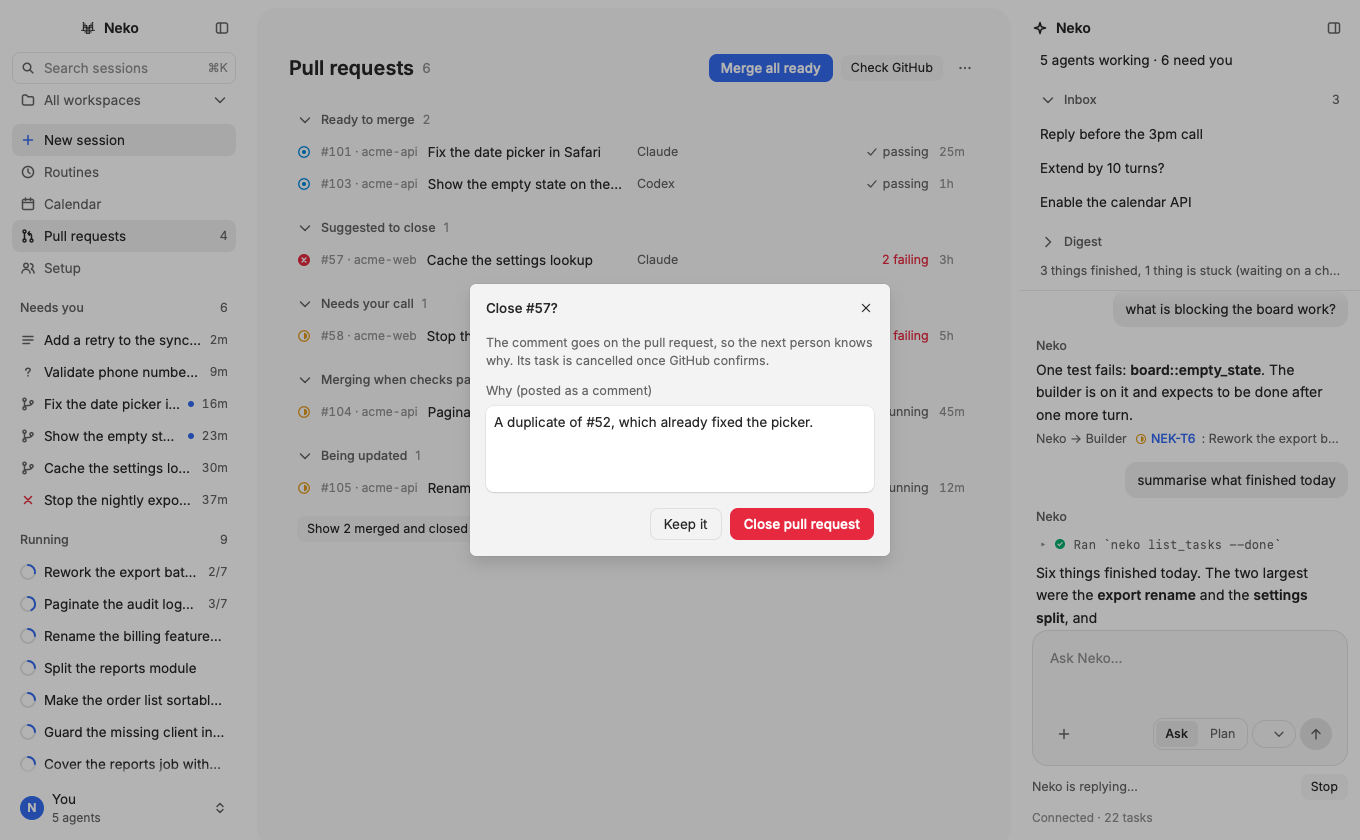 Neko
Search sessions ⌘K
All workspaces
New session
Routines
Calendar
Pull requests 4
Setup
Needs you 6
Add a retry to the sync... 2m
? Validate phone numbe... 9m
Fix the date picker i... 16m
Show the empty st... 23m
Cache the settings lo... 30m
Stop the nightly expo... 37m
Running 9
Rework the export bat... 2/7
Paginate the audit log... 3/7
Rename the billing feature...
Split the reports module
Make the order list sortabl...
Guard the missing client in...
Cover the reports job with...
N You
5 agents
Pull requests 6
Merge all ready Check GitHub ...
Ready to merge 2
#101 · acme-api Fix the date picker in Safari Claude passing 25m
#103 · acme-api Show the empty state on the... Codex passing 1h
Suggested to close 1
#57 · acme-web Cache the settings lookup Claude 2 failing 3h
Needs your call 1
#58 · acme-web Stop th failing 5h
Merging when checks pa
#104 · acme-api Pagina unning 45m
Being updated 1
#105 · acme-api Renam unning 12m
Show 2 merged and closed
Close #57?
The comment goes on the pull request, so the next person knows
why. Its task is cancelled once GitHub confirms.
Why (posted as a comment)
A duplicate of #52, which already fixed the picker.
Keep it Close pull request
Neko
5 agents working · 6 need you
Inbox 3
Reply before the 3pm call
Extend by 10 turns?
Enable the calendar API
Digest
3 things finished, 1 thing is stuck (waiting on a ch...
what is blocking the board work?
Neko
One test fails: board::empty_state. The
builder is on it and expects to be done after
one more turn.
Neko → Builder NEK-T6 : Rework the export b...
summarise what finished today
Neko
Ran `neko list_tasks --done`
Six things finished today. The two largest
were the export rename and the settings
split, and
Ask Neko...
Ask Plan
Neko is replying... Stop
Connected · 22 tasks